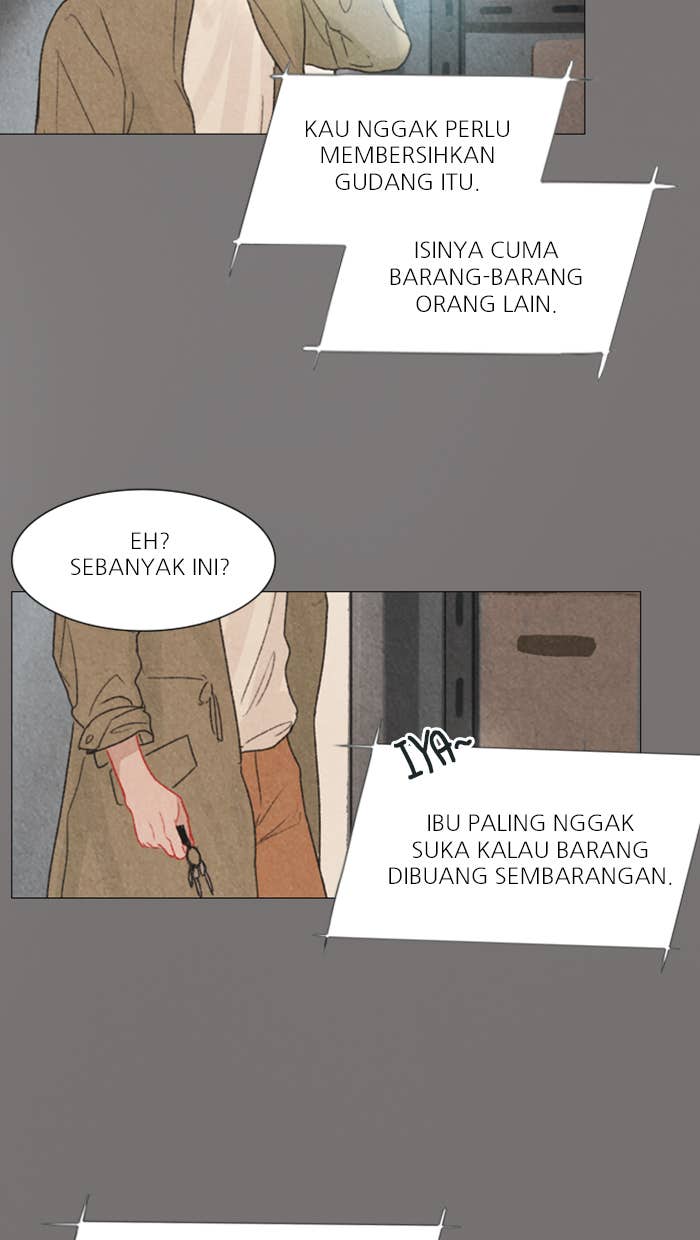 KAU NGGAK PERLU
MEMBERSIHKAN
GUDANG ITU.
ISINYA CUMA
BARANG-BARANG
ORANG LAIN.
EH?
SEBANYAK INI?
IYA~
IBU PALING NGGAK
SUKA KALAU BARANG
DIBUANG SEMBARANGAN.